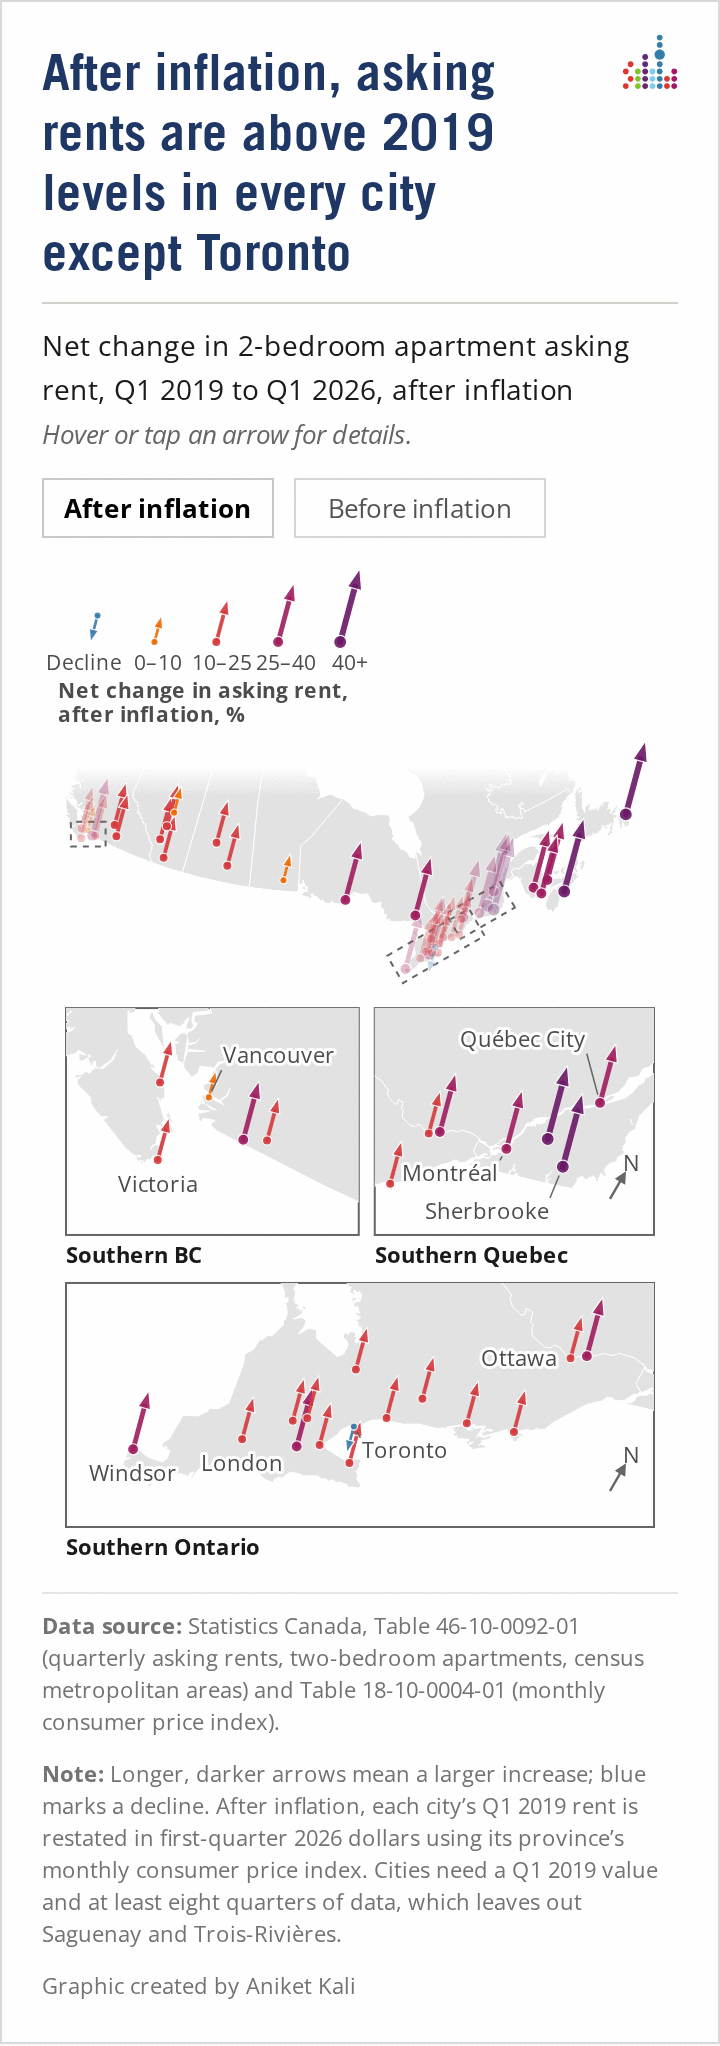 After inflation, asking
rents are above 2019
levels in every city
except Toronto
Net change in 2-bedroom apartment asking
rent, Q1 2019 to Q1 2026, after inflation
Hover or tap an arrow for details.
After inflation
Before inflation
Decline 0–10 10–25 25–40 40+
Net change in asking rent,
after inflation, %
Vancouver
Victoria
Southern BC
Québec City
Montréal
Sherbrooke
N
Southern Quebec
Ottawa
Toronto
London
Windsor
N
Southern Ontario
Data source: Statistics Canada, Table 46-10-0092-01
(quarterly asking rents, two-bedroom apartments, census
metropolitan areas) and Table 18-10-0004-01 (monthly
consumer price index).
Note: Longer, darker arrows mean a larger increase; blue
marks a decline. After inflation, each city’s Q1 2019 rent is
restated in first-quarter 2026 dollars using its province’s
monthly consumer price index. Cities need a Q1 2019 value
and at least eight quarters of data, which leaves out
Saguenay and Trois-Rivières.
Graphic created by Aniket Kali